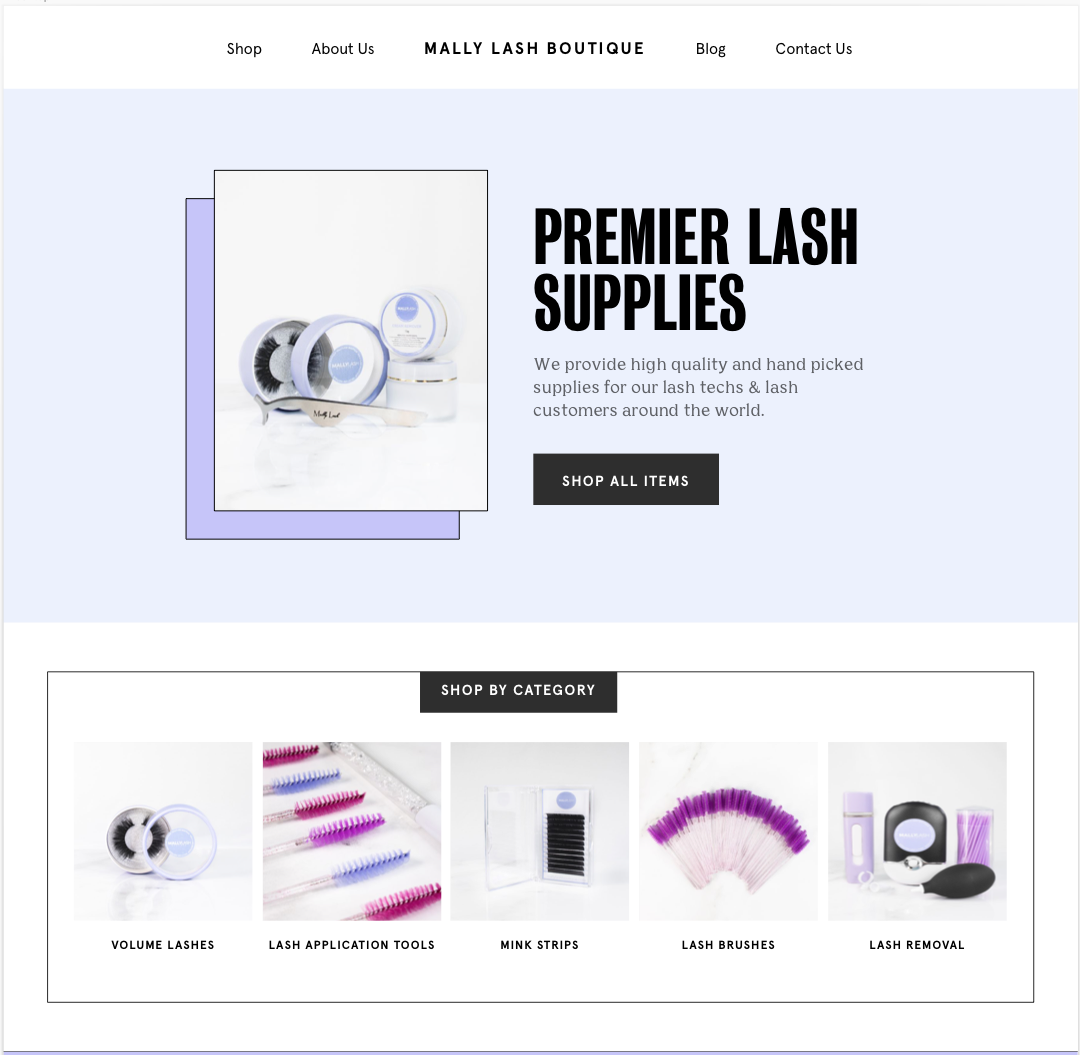 Shop About Us MALLY LASH BOUTIQUE Blog Contact Us
PREMIER LASH
SUPPLIES
We provide high quality and hand picked
supplies for our lash techs & lash
customers around the world.
SHOP ALL ITEMS
Mally Lash
SHOP BY CATEGORY
VOLUME LASHES
LASH APPLICATION TOOLS
MINK STRIPS
LASH BRUSHES
LASH REMOVAL